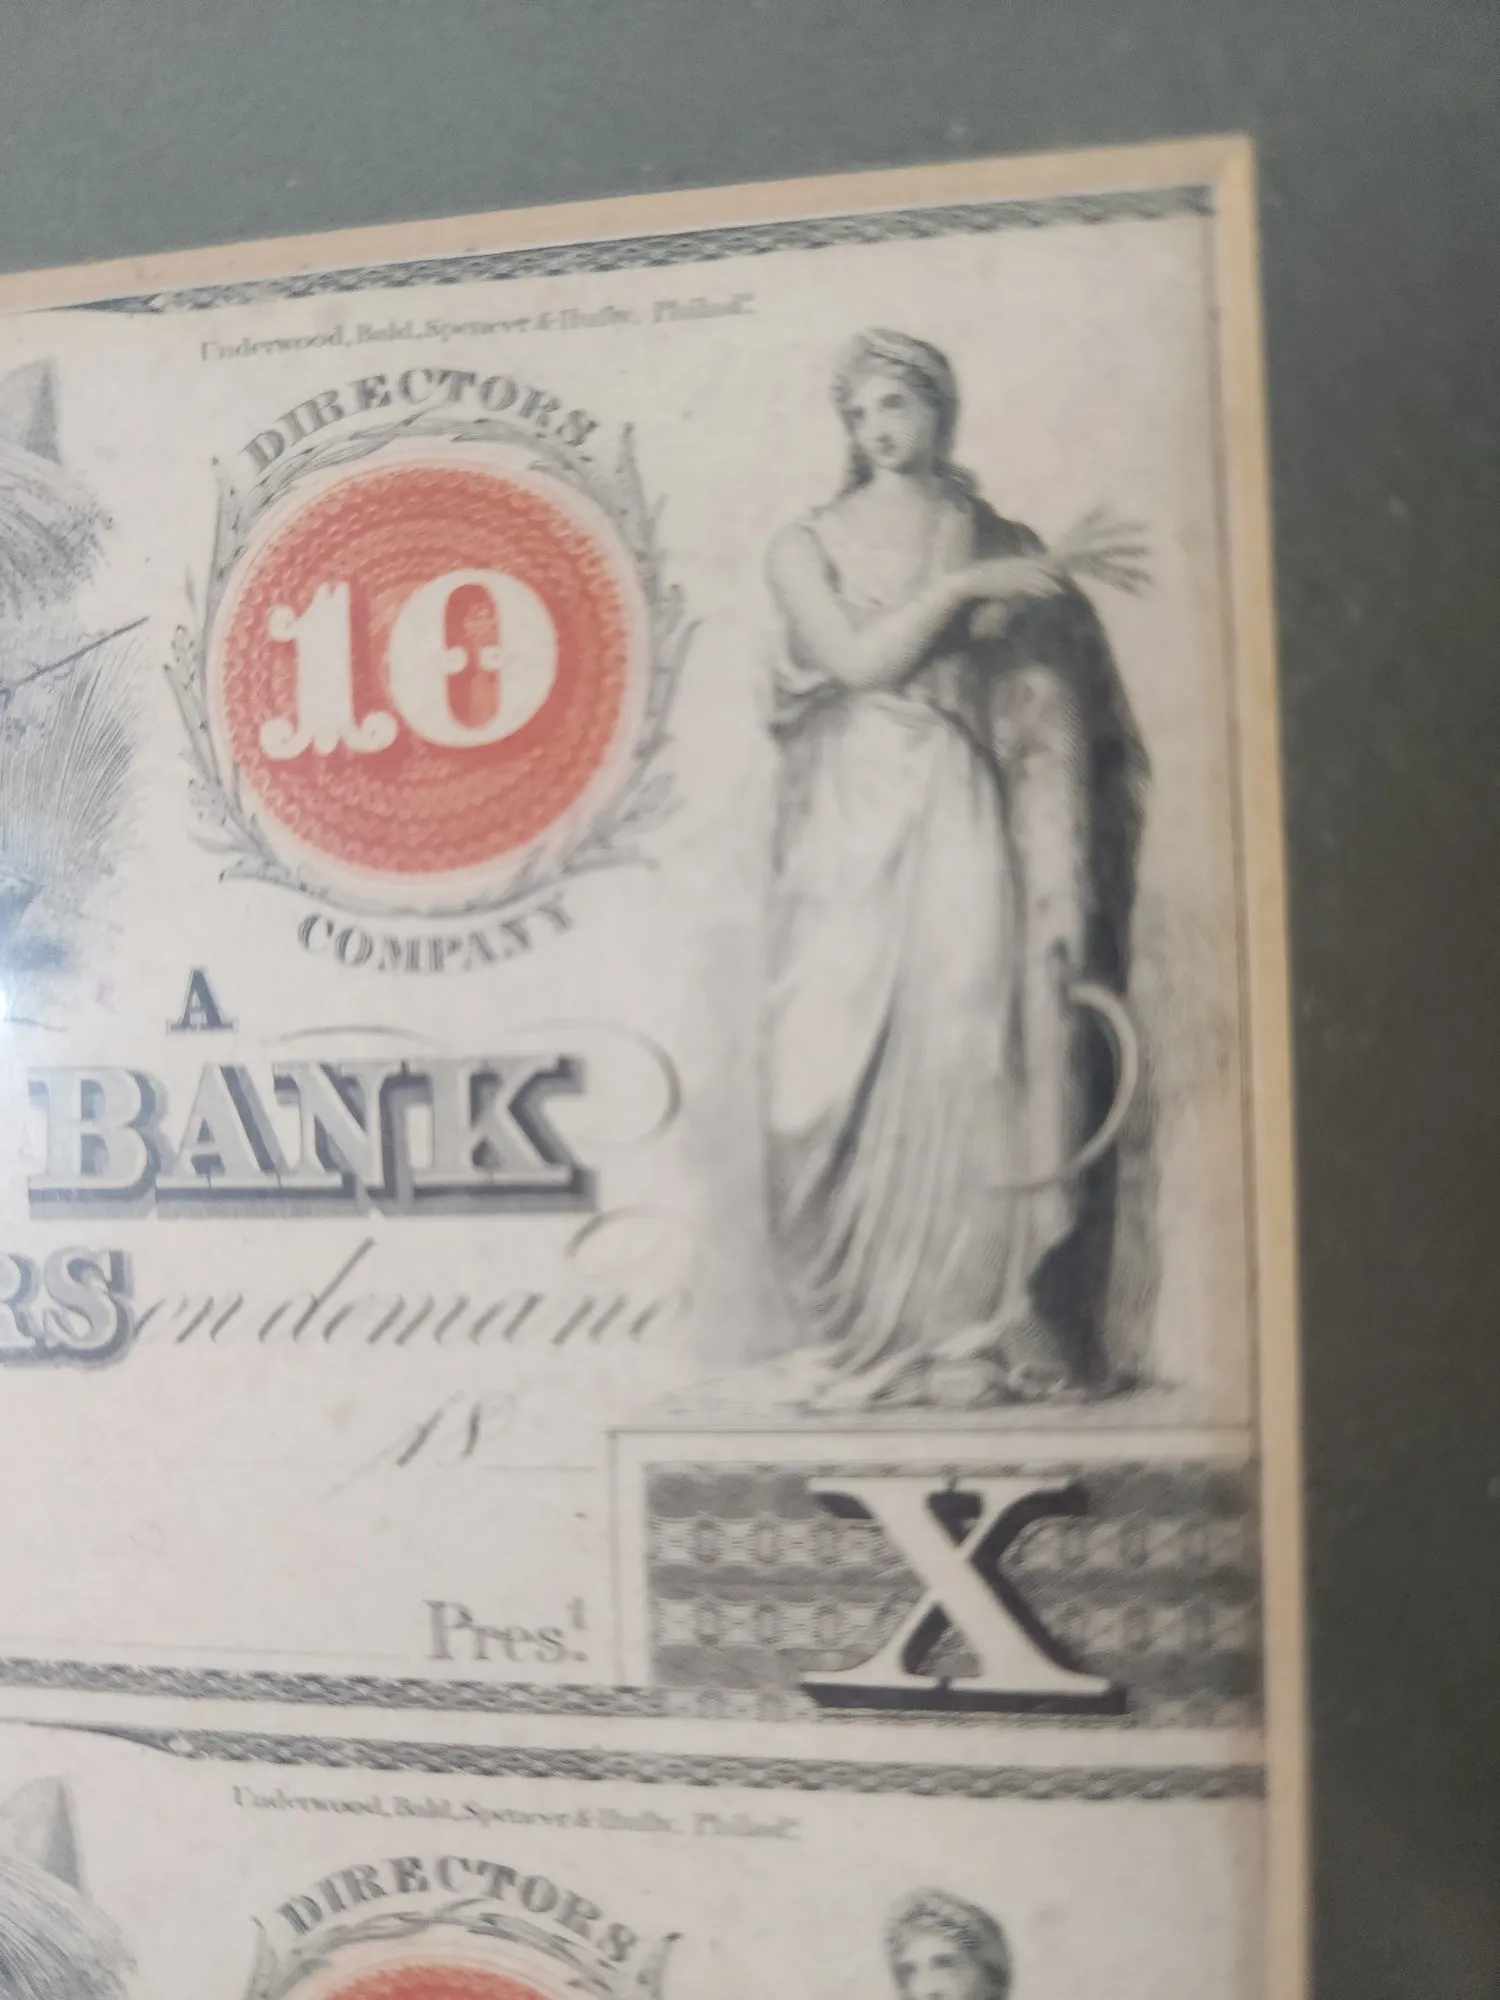 Underwood, Bald, Spencer & Hufty, Philad.ª
DIRECTORS,
10
COMPANY
A
BANK
RS on demand
18
Pres.t
X
Underwood, Bald, Spencer & Hufty, Philad.ª
DIRECTORS